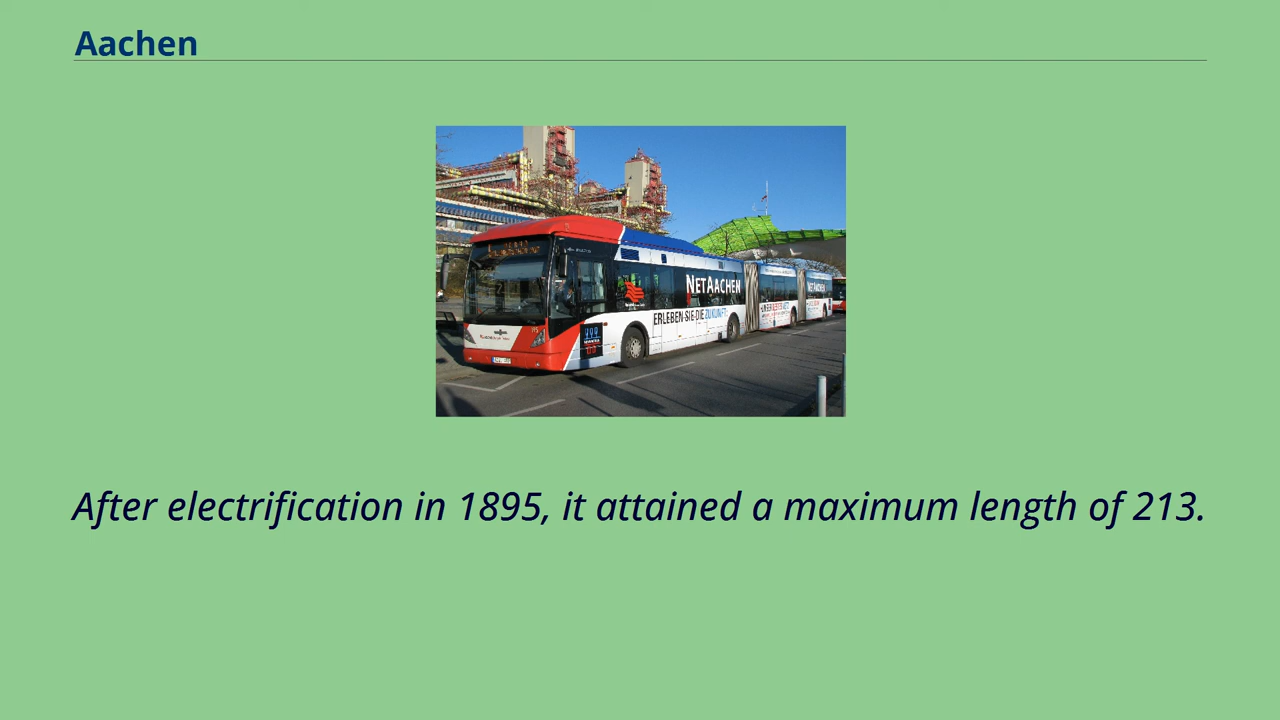 Aachen
NETAACHEN
NETAACHEN
ERLEBEN·SIE·DIE ZUKUNFT!
After electrification in 1895, it attained a maximum length of 213.